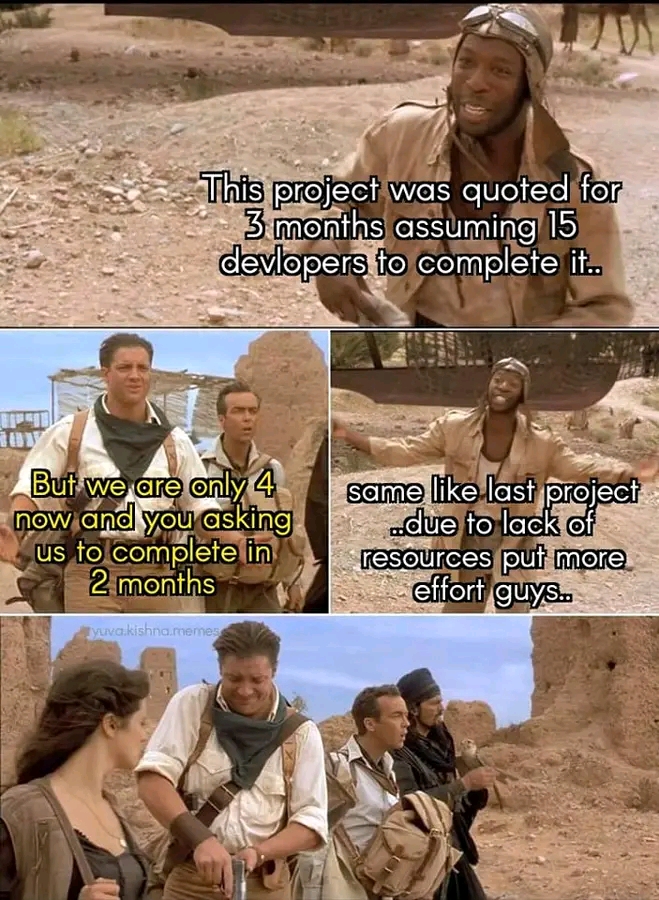 This project was quoted for
3 months assuming 15
devlopers to complete it..
But we are only 4
now and you asking
us to complete in
2 months
same like last project
..due to lack of
resources put more
effort guys..
yuva.kishna.memes